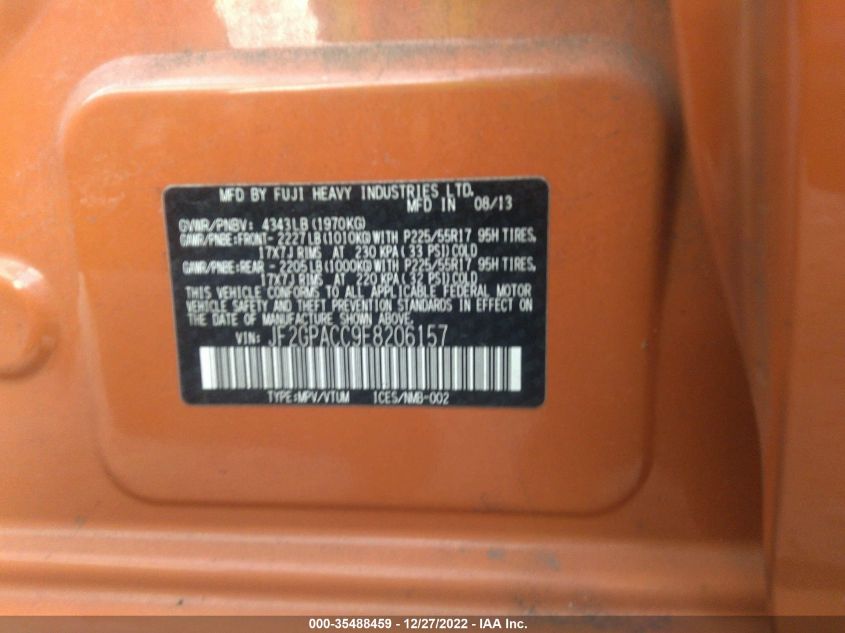 MFD BY FUJI HEAVY INDUSTRIES LTD.
MFD IN 08/13
GVWR/PNBV: 4343LB (1970KG)
GAWR/PNBE:FRONT- 2227LB(1010KG)WITH P225/55R17 95H TIRES,
17X7J RIMS AT 230 KPA( 33 PSI)COLD
GAWR/PNBE:REAR - 2205LB(1000KG)WITH P225/55R17 95H TIRES,
17X7J RIMS AT 220 KPA( 32 PSI)COLD
THIS VEHICLE CONFORMS TO ALL APPLICABLE FEDERAL MOTOR
VEHICLE SAFETY AND THEFT PREVENTION STANDARDS IN EFFECT ON
THE DATE OF MANUFACTURE SHOWN ABOVE.
VIN: JF2GPACC9E8206157
TYPE:MPV/VTUM ICES/NMB-002
000-35488459 - 12/27/2022 - IAA Inc.